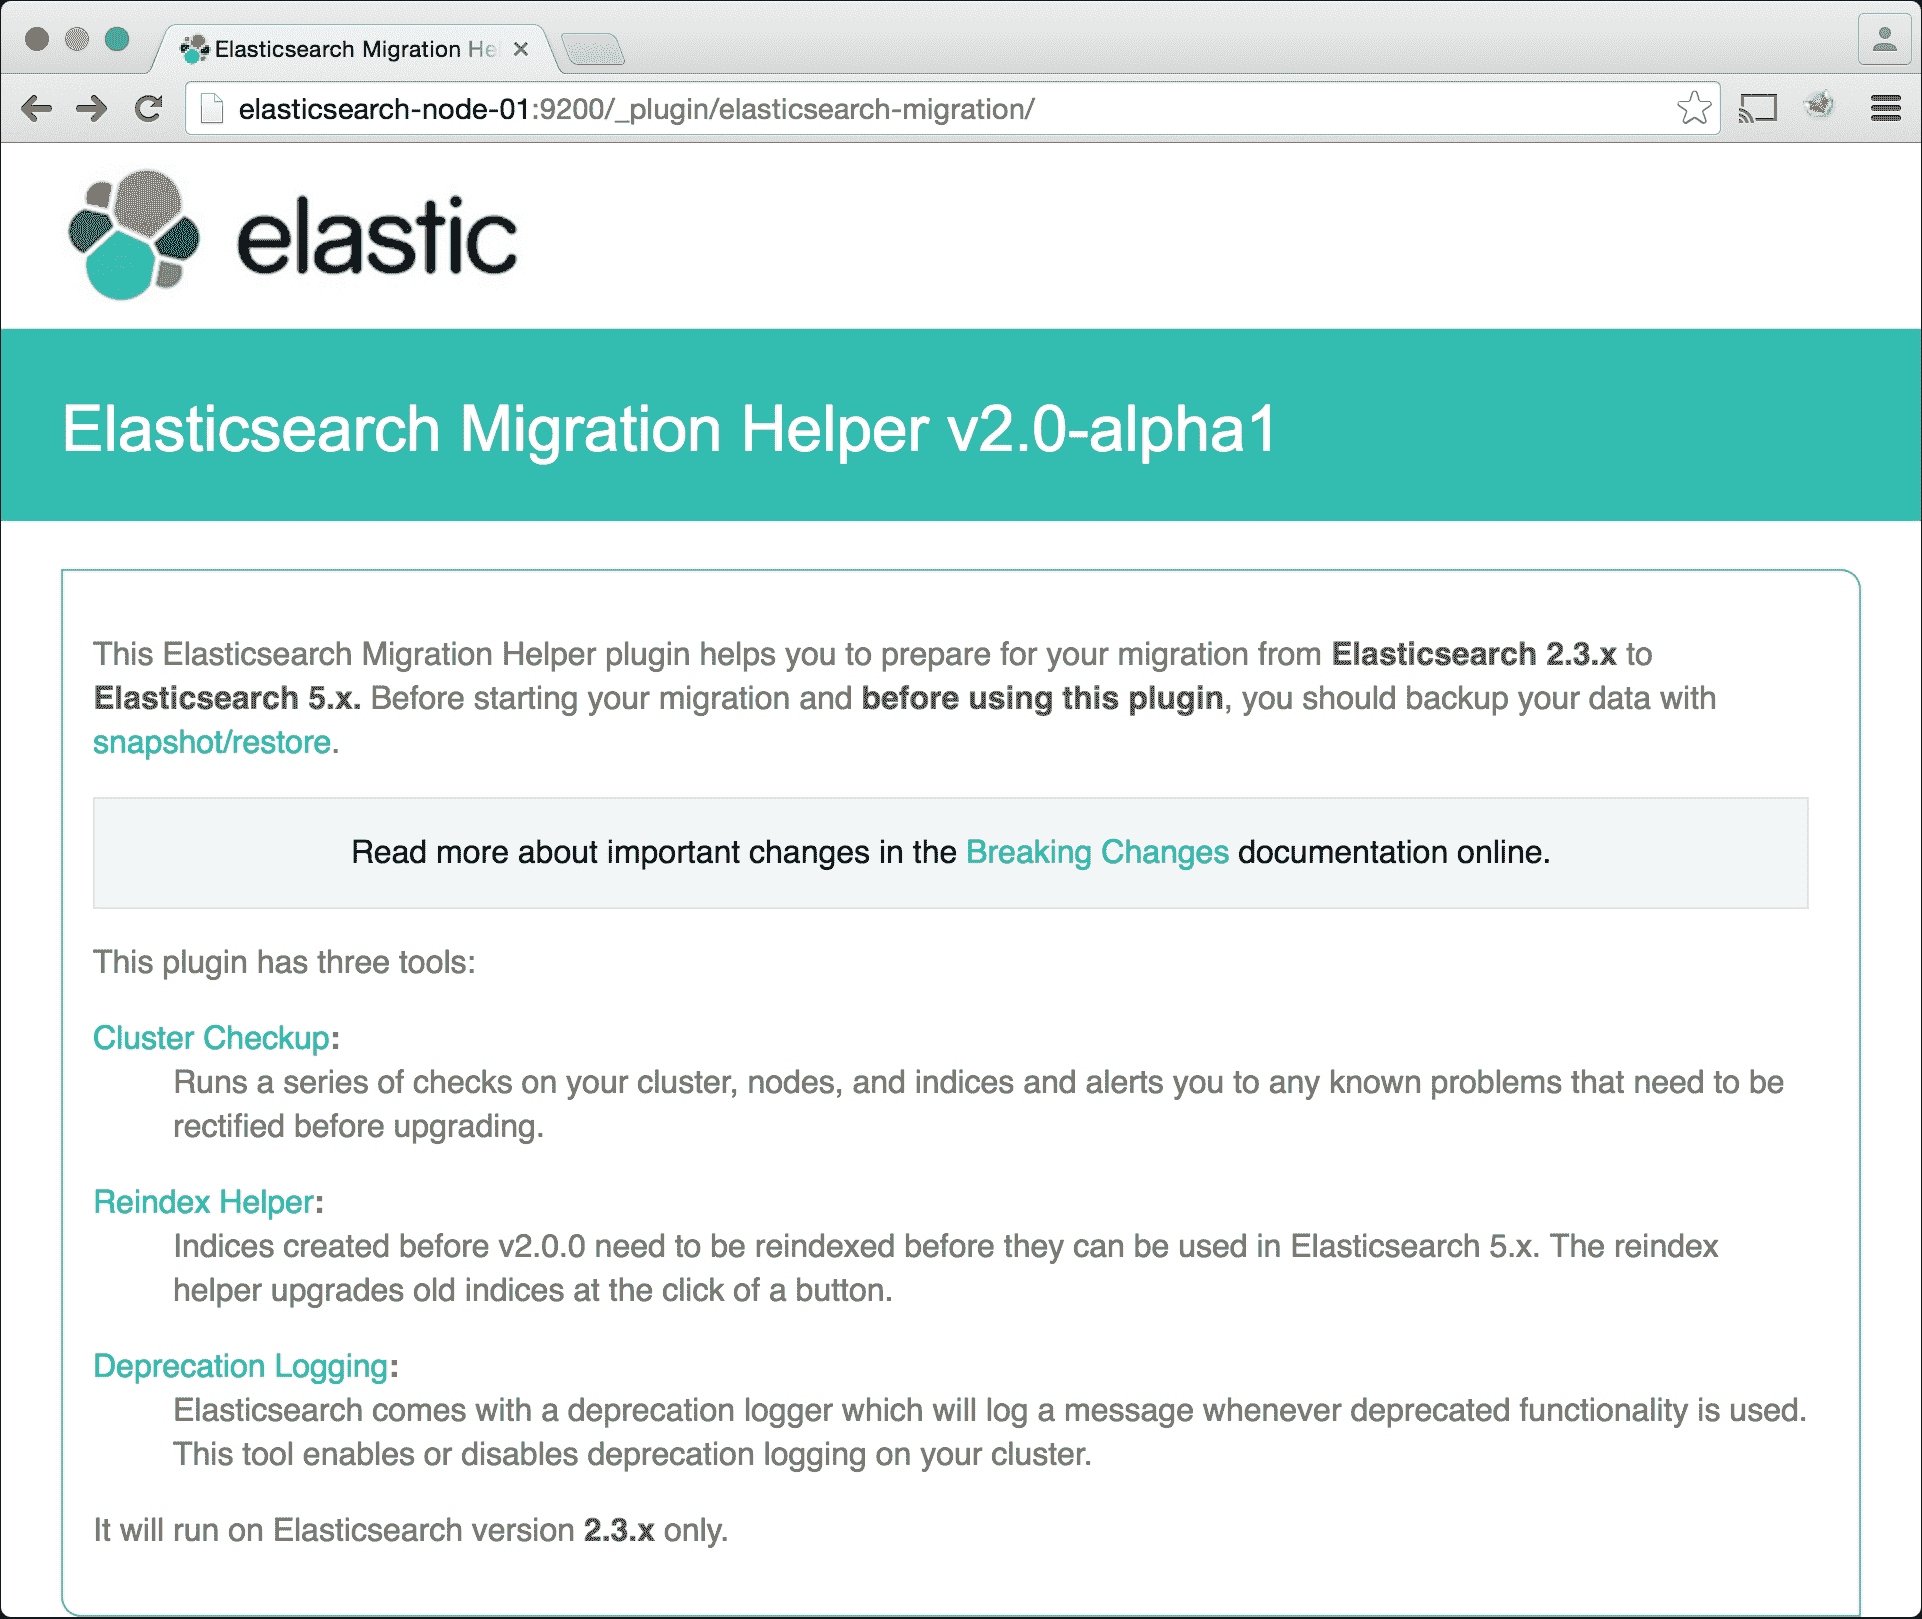 Elasticsearch Migration He
elasticsearch-node-01:9200/_plugin/elasticsearch-migration/
elastic
Elasticsearch Migration Helper v2.0-alpha1
This Elasticsearch Migration Helper plugin helps you to prepare for your migration from Elasticsearch 2.3.x to
Elasticsearch 5.x. Before starting your migration and before using this plugin, you should backup your data with
snapshot/restore.
Read more about important changes in the Breaking Changes documentation online.
This plugin has three tools:
Cluster Checkup:
Runs a series of checks on your cluster, nodes, and indices and alerts you to any known problems that need to be
rectified before upgrading.
Reindex Helper:
Indices created before v2.0.0 need to be reindexed before they can be used in Elasticsearch 5.x. The reindex
helper upgrades old indices at the click of a button.
Deprecation Logging:
Elasticsearch comes with a deprecation logger which will log a message whenever deprecated functionality is used.
This tool enables or disables deprecation logging on your cluster.
It will run on Elasticsearch version 2.3.x only.